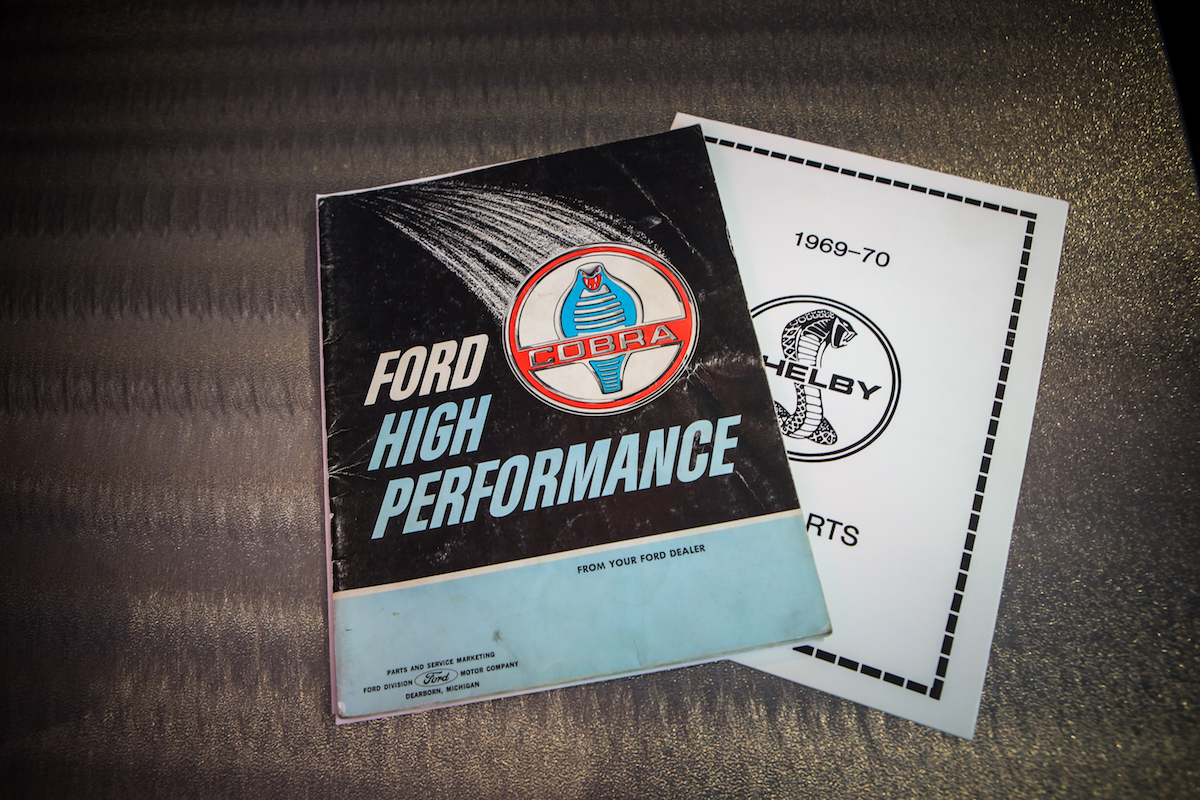 FORD
HIGH
PERFORMANCE
COBRA
FROM YOUR FORD DEALER
PARTS AND SERVICE MARKETING
FORD DIVISION Ford MOTOR COMPANY
DEARBORN, MICHIGAN
1969–70
HELBY
RTS